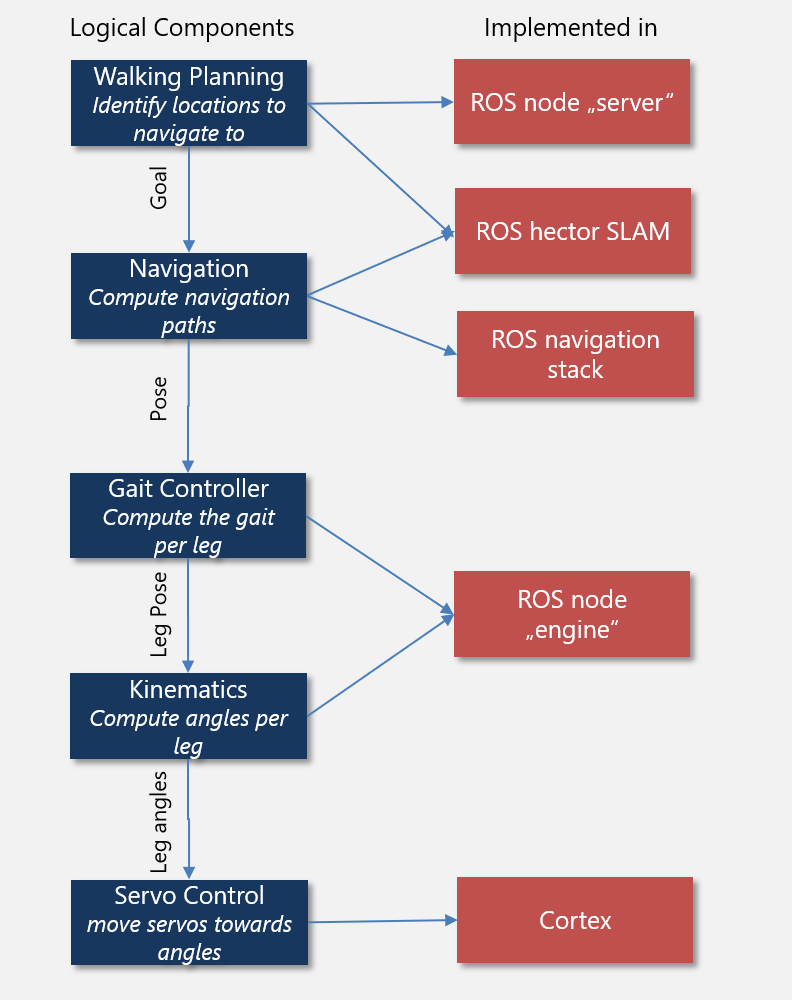 Logical Components
Implemented in
Walking Planning
Identify locations to
navigate to
ROS node „server“
Goal
ROS hector SLAM
Navigation
Compute navigation
paths
ROS navigation
stack
Pose
Gait Controller
Compute the gait
per leg
Leg Pose
ROS node
„engine“
Kinematics
Compute angles per
leg
Leg angles
Servo Control
move servos towards
angles
Cortex